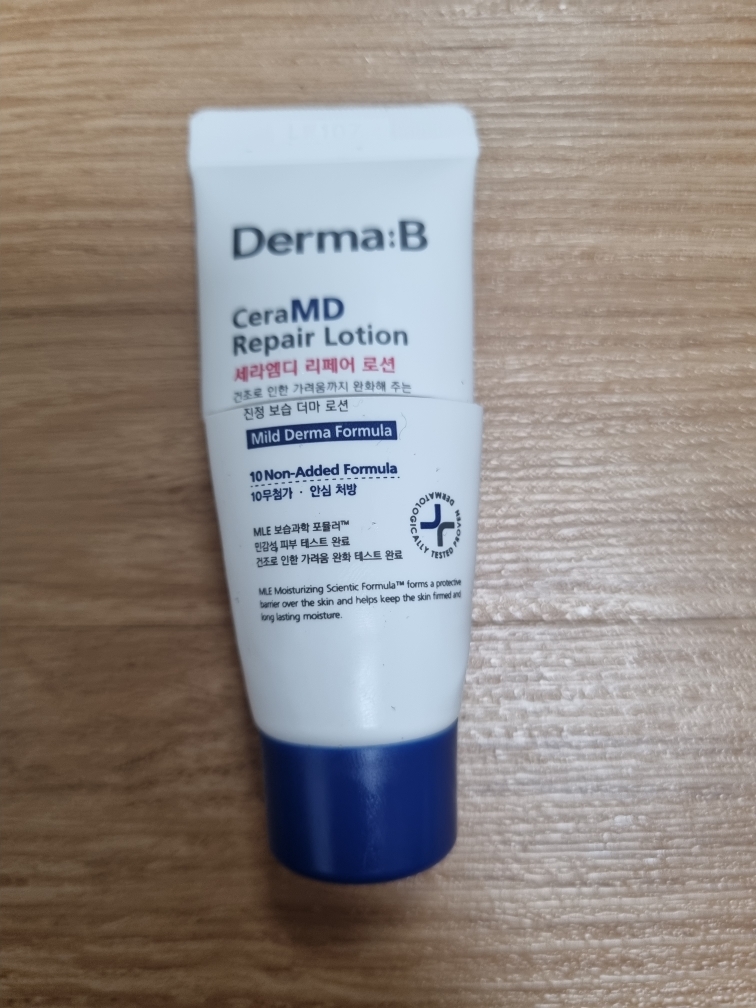 Derma:B
CeraMD
Repair Lotion
세라엠디 리페어 로션
건조로 인한 가려움까지 완화해 주는
진정 보습 더마 로션
Mild Derma Formula
10 Non-Added Formula
10무첨가 · 안심 처방
MLE 보습과학 포뮬러™
민감성 피부 테스트 완료
건조로 인한 가려움 완화 테스트 완료
DERMATOLOGICALLY TESTED PROVEN
MLE Moisturizing Scientic Formula™ forms a protective
barrier over the skin and helps keep the skin firmed and
long lasting moisture.